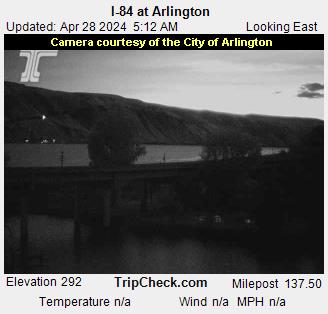 I-84 at Arlington
Updated: Apr 28 2024 5:12 AM Looking East
Camera courtesy of the City of Arlington
Elevation 292 TripCheck.com Milepost 137.50
Temperature n/a Wind n/a MPH n/a